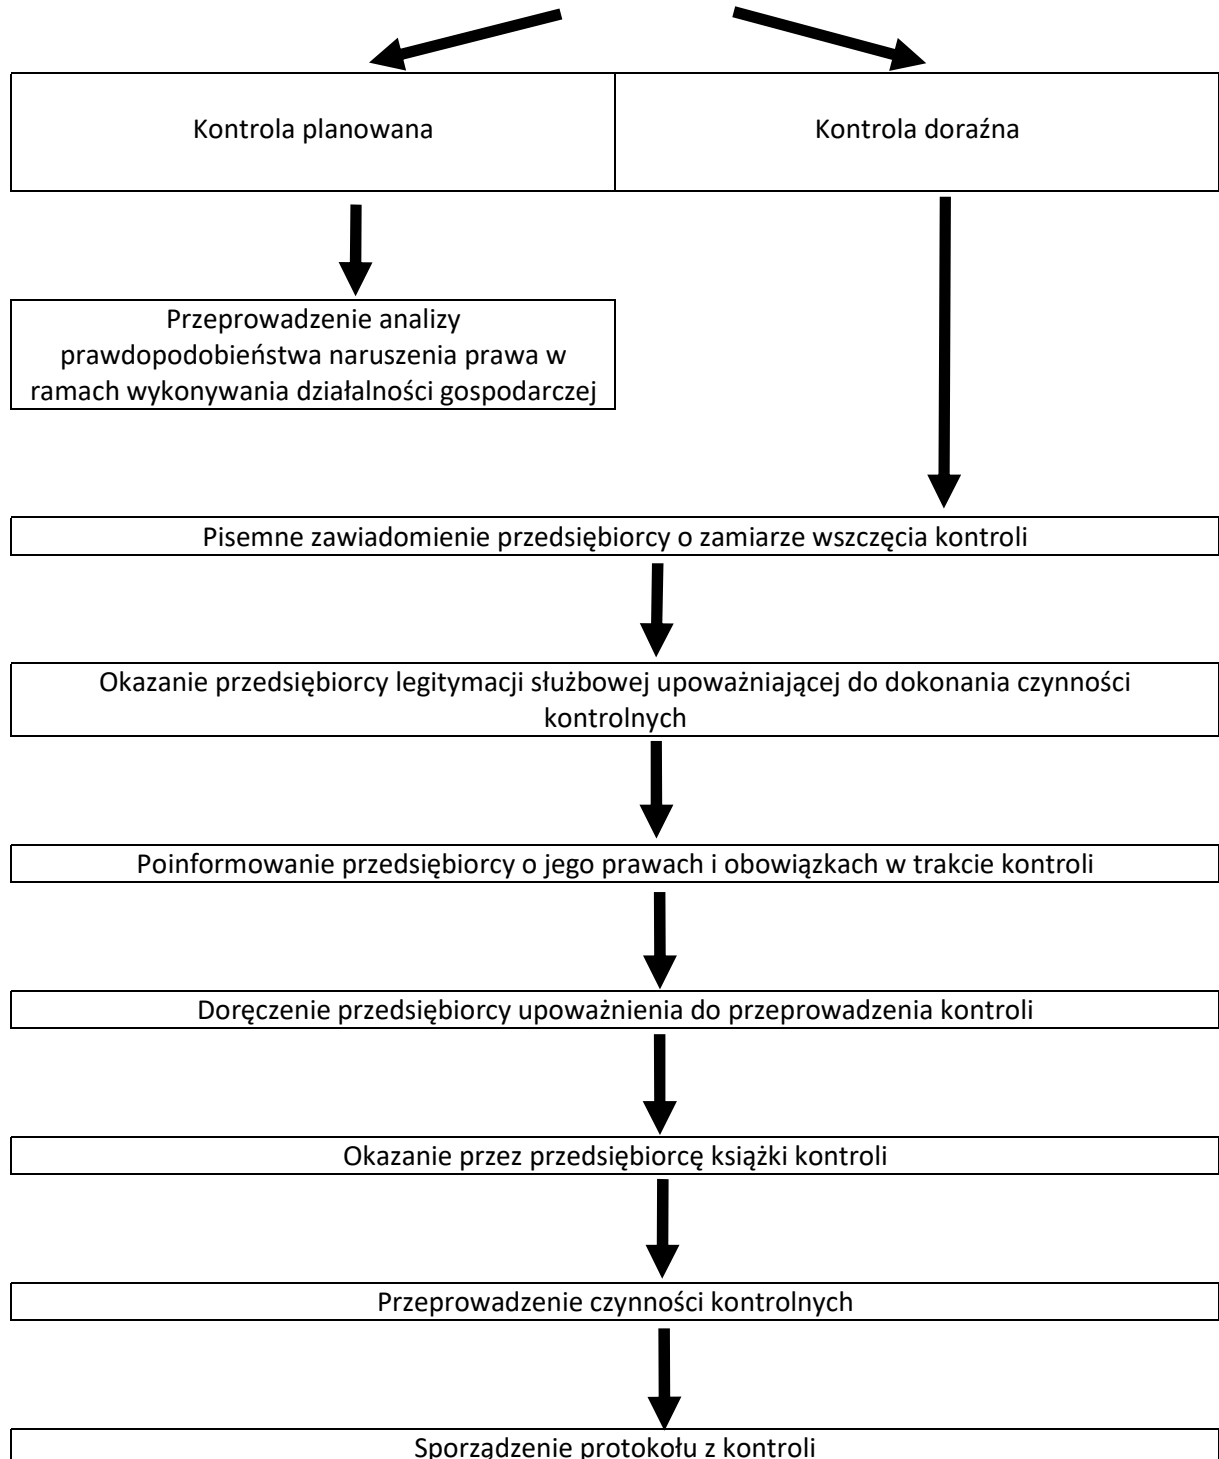 Kontrola planowana
Kontrola doraźna
Przeprowadzenie analizy
prawdopodobieństwa naruszenia prawa w
ramach wykonywania działalności gospodarczej
Pisemne zawiadomienie przedsiębiorcy o zamiarze wszczęcia kontroli
Okazanie przedsiębiorcy legitymacji służbowej upoważniającej do dokonania czynności
kontrolnych
Poinformowanie przedsiębiorcy o jego prawach i obowiązkach w trakcie kontroli
Doręczenie przedsiębiorcy upoważnienia do przeprowadzenia kontroli
Okazanie przez przedsiębiorcę książki kontroli
Przeprowadzenie czynności kontrolnych
Sporządzenie protokołu z kontroli